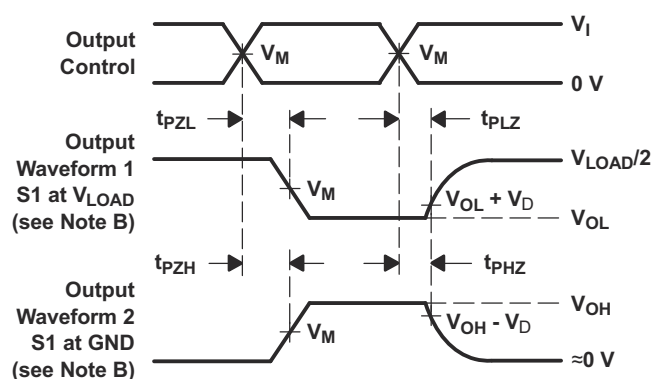 Output
Control
V_M
V_M
V_I
0 V
t_PZL
t_PLZ
Output
Waveform 1
S1 at V_LOAD
(see Note B)
V_M
V_LOAD/2
V_OL + V_D
V_OL
t_PZH
t_PHZ
Output
Waveform 2
S1 at GND
(see Note B)
V_M
V_OH
V_OH - V_D
≈0 V